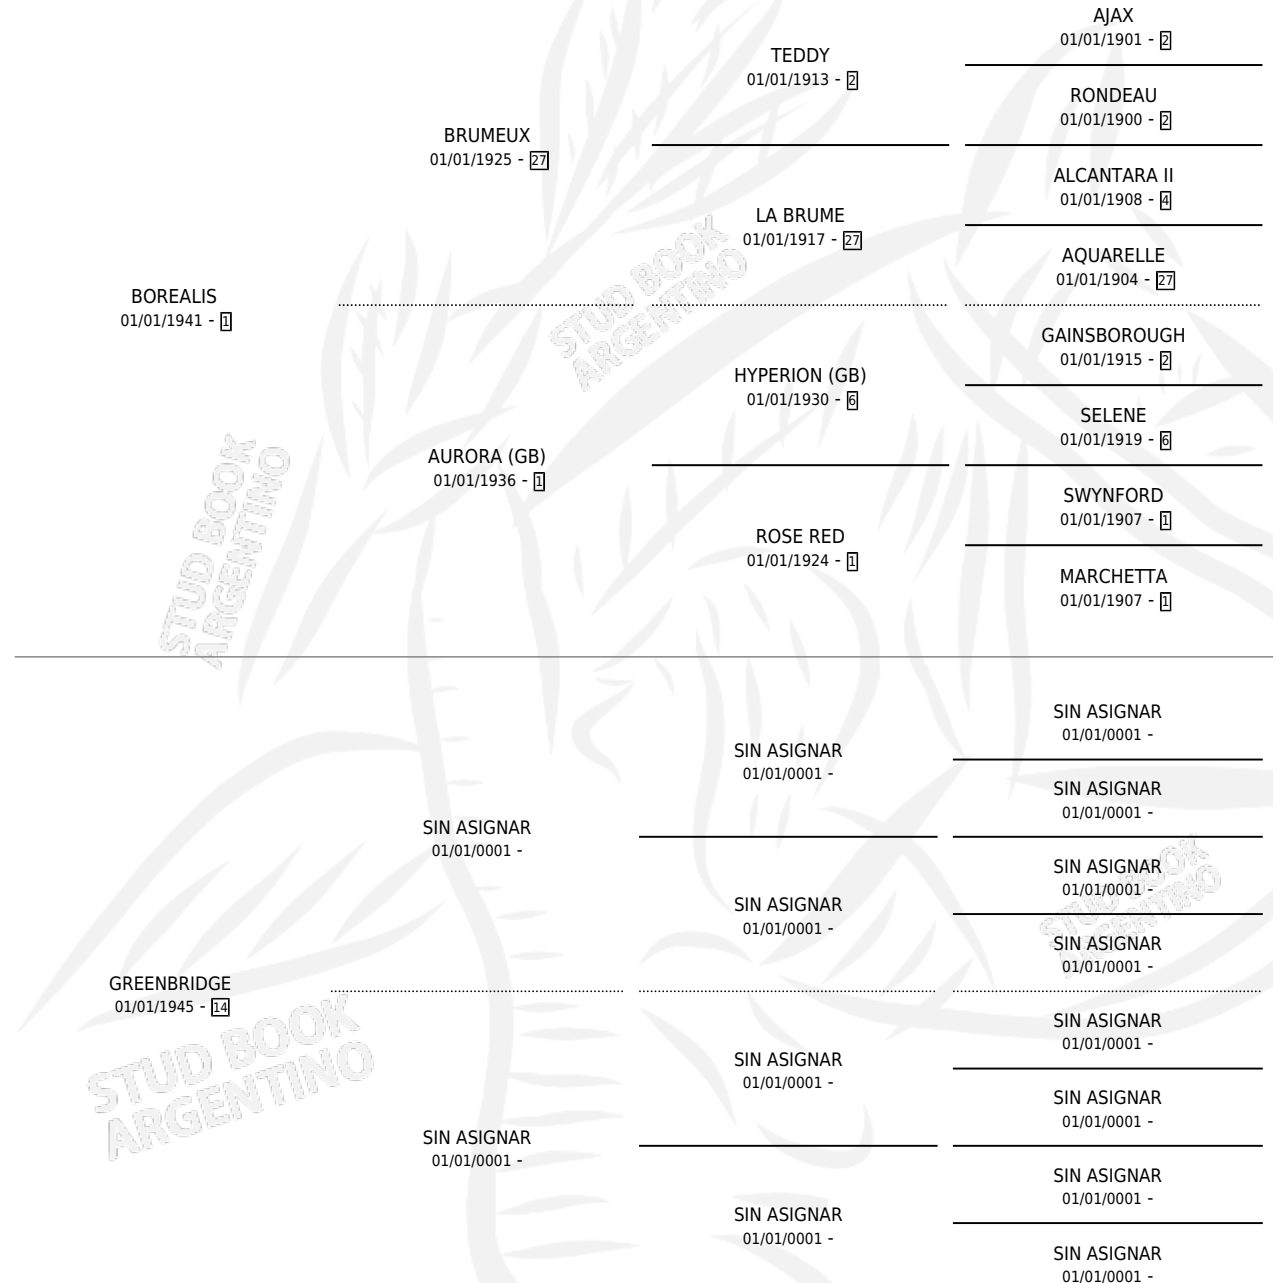 AJAX
01/01/1901 - 2
TEDDY
01/01/1913 - 2
RONDEAU
01/01/1900 - 2
BRUMEUX
01/01/1925 - 27
ALCANTARA II
01/01/1908 - 4
LA BRUME
01/01/1917 - 27
AQUARELLE
01/01/1904 - 27
BOREALIS
01/01/1941 - 1
GAINSBOROUGH
01/01/1915 - 2
HYPERION (GB)
01/01/1930 - 6
SELENE
01/01/1919 - 6
AURORA (GB)
01/01/1936 - 1
SWYNFORD
01/01/1907 - 1
ROSE RED
01/01/1924 - 1
MARCHETTA
01/01/1907 - 1
STUD BOOK
ARGENTINO
STUD BOOK
ARGENTINO
SIN ASIGNAR
01/01/0001 -
SIN ASIGNAR
01/01/0001 -
SIN ASIGNAR
01/01/0001 -
SIN ASIGNAR
01/01/0001 -
SIN ASIGNAR
01/01/0001 -
SIN ASIGNAR
01/01/0001 -
SIN ASIGNAR
01/01/0001 -
GREENBRIDGE
01/01/1945 - 14
SIN ASIGNAR
01/01/0001 -
SIN ASIGNAR
01/01/0001 -
SIN ASIGNAR
01/01/0001 -
SIN ASIGNAR
01/01/0001 -
SIN ASIGNAR
01/01/0001 -
SIN ASIGNAR
01/01/0001 -
SIN ASIGNAR
01/01/0001 -
STUD BOOK
ARGENTINO
STUD BOOK
ARGENTINO